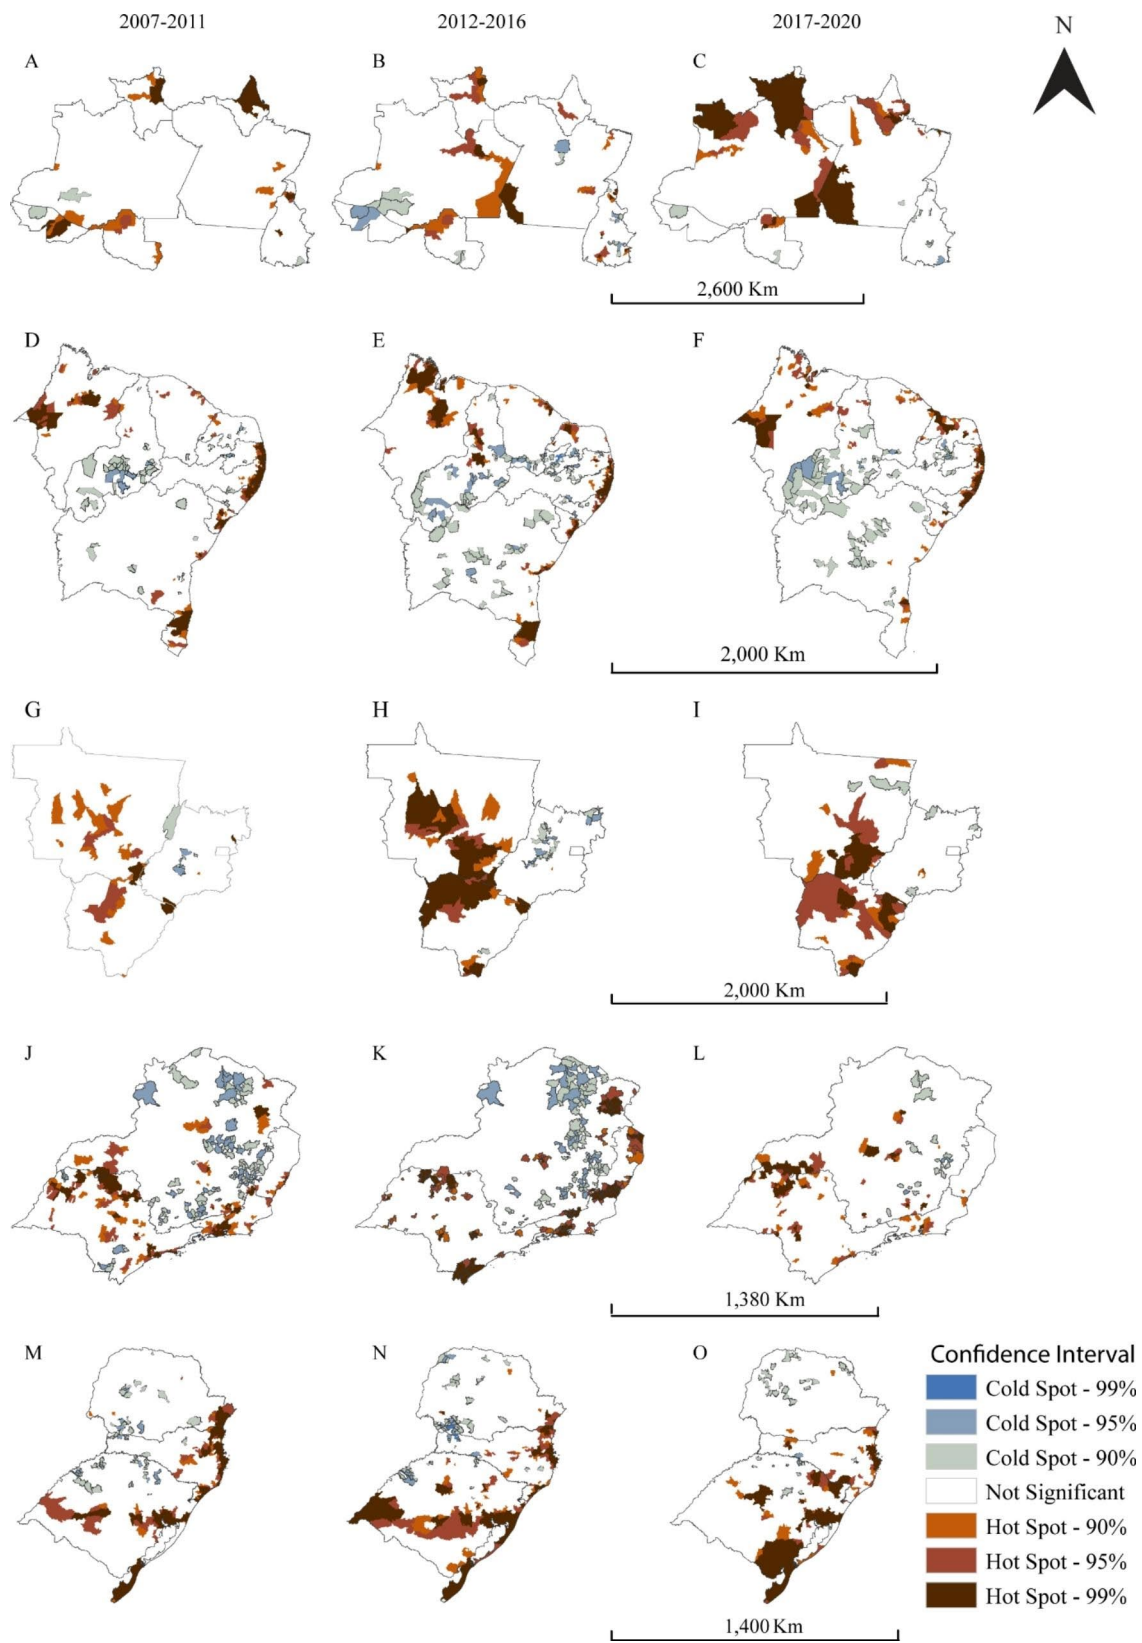 2007-2011 2012-2016 2017-2020
N
A B C
2,600 Km
D E F
2,000 Km
G H I
2,000 Km
J K L
1,380 Km
M N O
Confidence Interval
Cold Spot - 99%
Cold Spot - 95%
Cold Spot - 90%
Not Significant
Hot Spot - 90%
Hot Spot - 95%
Hot Spot - 99%
1,400 Km